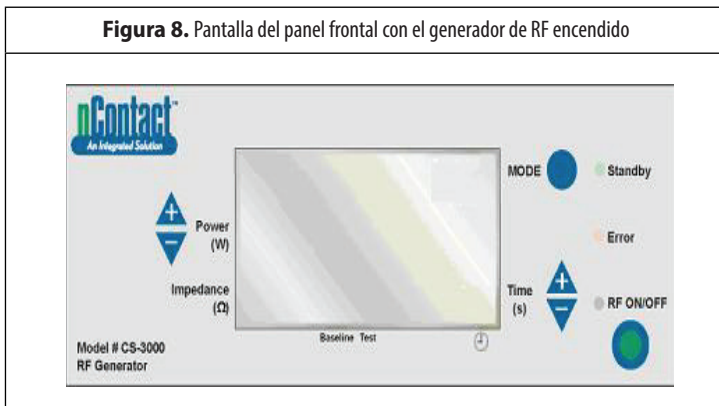 Figura 8. Pantalla del panel frontal con el generador de RF encendido
nContact™
An Integrated Solution
MODE
Standby
+
Power
(W)
−
Error
Impedance
(Ω)
Time
(s)
+
−
RF ON/OFF
Baseline Test
Model # CS-3000
RF Generator